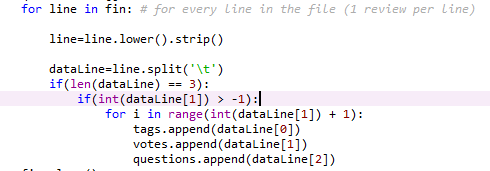 for line in fin: # for every line in the file (1 review per line)
line=line.lower().strip()
dataLine=line.split('\t')
if(len(dataLine) == 3):
if(int(dataLine[1]) > -1):
for i in range(int(dataLine[1]) + 1):
tags.append(dataLine[0])
votes.append(dataLine[1])
questions.append(dataLine[2])